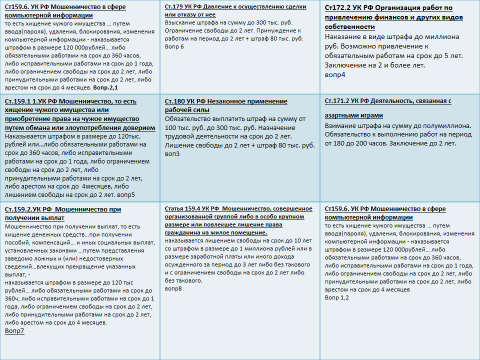 Ст.159.6. УК РФ Мошенничество в сфере
компьютерной информации
то есть хищение чужого имущества ... путем
ввода(пароля), удаления, блокирования, изменения
компьютерной информации - наказывается
штрафом в размере 120 000рублей... либо
обязательными работами на срок до 360 часов,
либо исправительными работами на срок до 1 года,
либо ограничением свободы на срок до 2 лет, либо
принудительными работами на срок до 2 лет, либо
арестом на срок до 4 месяцев. Вопр.2,1
Ст.179 УК РФ Давление к осуществлению сделки
или отказу от нее
Взыскание штрафа на сумму до 300 тыс. руб.
Ограничение свободы до 2 лет. Принуждение к
работам на период до 2 лет + штраф 80 тыс. руб.
Вопр 6
Ст172.2 УК РФ Организация работ по
привлечению финансов и других видов
собственности
Наказание в виде штрафа до миллиона
руб. Возможно привлечение к
обязательным работам на срок до 5 лет.
Заключение на 2 и более лет.
вопр4
Ст.159.1 1.УК РФ Мошенничество, то есть
хищение чужого имущества или
приобретение права на чужое имущество
путем обмана или злоупотребления доверием
Наказывается штрафом в размере до 120тыс.
рублей или...либо обязательными работами на
срок до 360 часов, либо исправительными
работами на срок до 1 года, либо ограничением
свободы на срок до 2 лет, либо
принудительными работами на срок до 2 лет,
либо арестом на срок до 4месяцев, либо
лишением свободы на срок до 2 лет. вопр5
Ст.180 УК РФ Незаконное применение
рабочей силы
Обязательство выплатить штраф на сумму от
100 тыс. руб. до 300 тыс. руб. Назначение
трудовой деятельности на срок до 2 лет.
Лишение свободы до 2 лет + штраф 80 тыс. руб.
воп3
Ст.171.2 УК РФ Деятельность, связанная с
азартными играми
Взимание штрафа на сумму до полумиллиона.
Обязательство к выполнению работ на период
от 180 до 200 часов. Заключение до 2 лет.
Ст.159.2.УК РФ Мошенничество при
получении выплат
Мошенничество при получении выплат, то есть
хищение денежных средств...при получении
пособий, компенсаций... и иных социальных выплат,
установленных законами .,.путем представления
заведомо ложных и (или) недостоверных
сведений...влекущих прекращение указанных
выплат, -
наказывается штрафом в размере до 120 тыс
рублей... либо обязательными работами на срок до
360ч, либо исправительными работами на срок до 1
года, либо ограничением свободы на срок до 2 лет,
либо принудительными работами на срок до 2 лет,
либо арестом на срок до 4 месяцев.
Вопр7
Статья 159.4 УК РФ Мошенничество, совершенное
организованной группой либо в особо крупном
размере или повлекшее лишение права
гражданина на жилое помещение,
наказывается лишением свободы на срок до 10 лет
со штрафом в размере до 1 миллиона рублей или в
размере заработной платы или иного дохода
осужденного за период до 3 лет либо без такового
и с ограничением свободы на срок до 2 лет либо
без такового.
вопр8
Ст159.6. УК РФ Мошенничество в сфере
компьютерной информации
то есть хищение чужого имущества ... путем
ввода(пароля), удаления, блокирования, изменения
компьютерной информации - наказывается
штрафом в размере 120 000рублей....либо
обязательными работами на срок до 360 часов,
либо исправительными работами на срок до 1 года,
либо ограничением свободы на срок до 2 лет, либо
принудительными работами на срок до 2 лет, либо
арестом на срок до 4 месяцев
Вопр 1,2